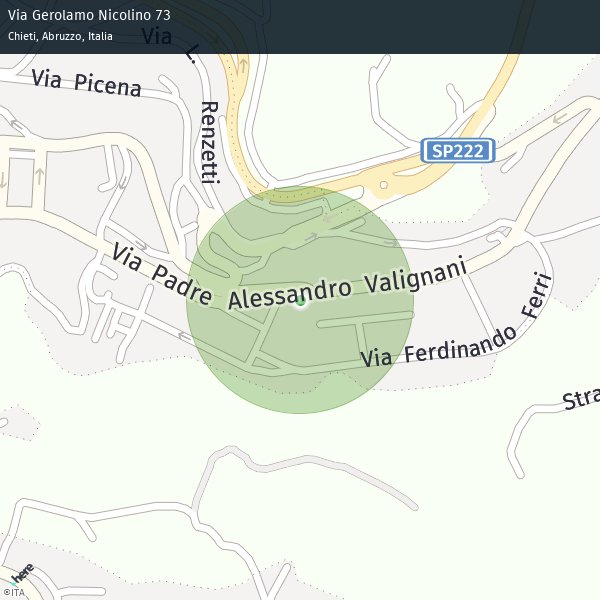 Via Gerolamo Nicolino 73
Chieti, Abruzzo, Italia
Via L. Renzetti
Via Picena
SP222
Via Padre Alessandro Valignani
Via Ferdinando Ferri
Stra
here
©ITA